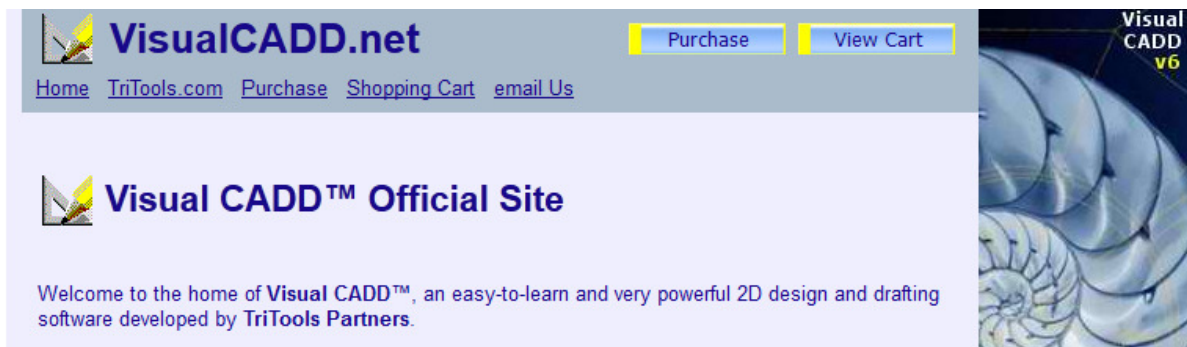 VisualCADD.net
Purchase
View Cart
Visual
CADD
v6
Home TriTools.com Purchase Shopping Cart email Us
Visual CADD™ Official Site
Welcome to the home of Visual CADD™, an easy-to-learn and very powerful 2D design and drafting
software developed by TriTools Partners.